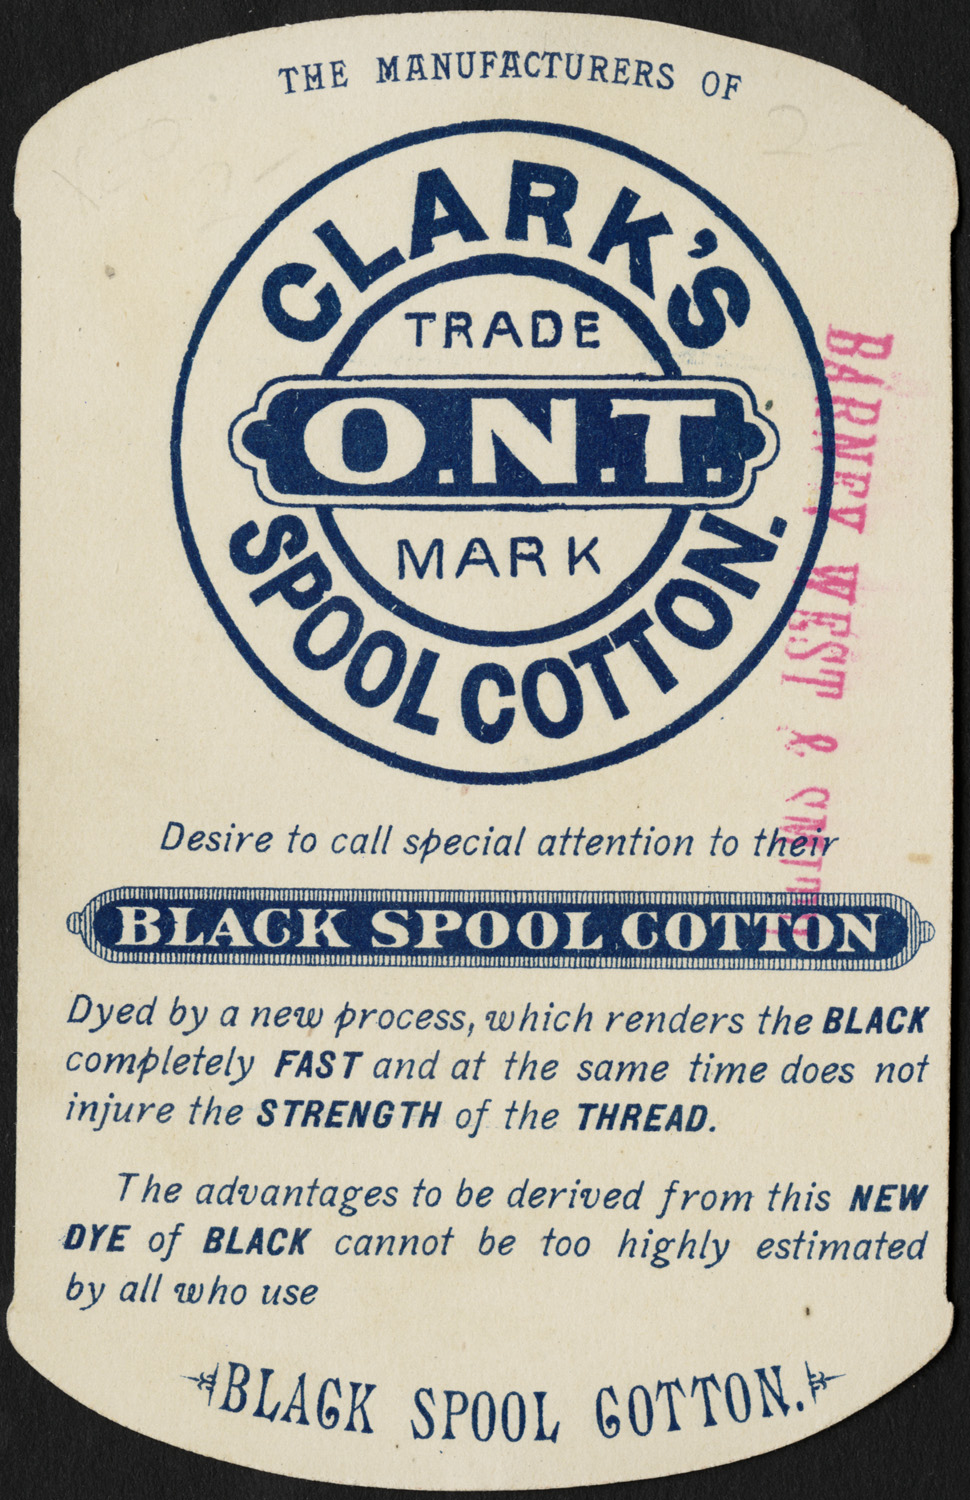 THE MANUFACTURERS OF
CLARK'S
TRADE
O.N.T.
MARK
SPOOL COTTON.
BARNEY WEST &
Desire to call special attention to their
BLACK SPOOL COTTON
Dyed by a new process, which renders the BLACK
completely FAST and at the same time does not
injure the STRENGTH of the THREAD.
The advantages to be derived from this NEW
DYE of BLACK cannot be too highly estimated
by all who use
BLACK SPOOL COTTON.